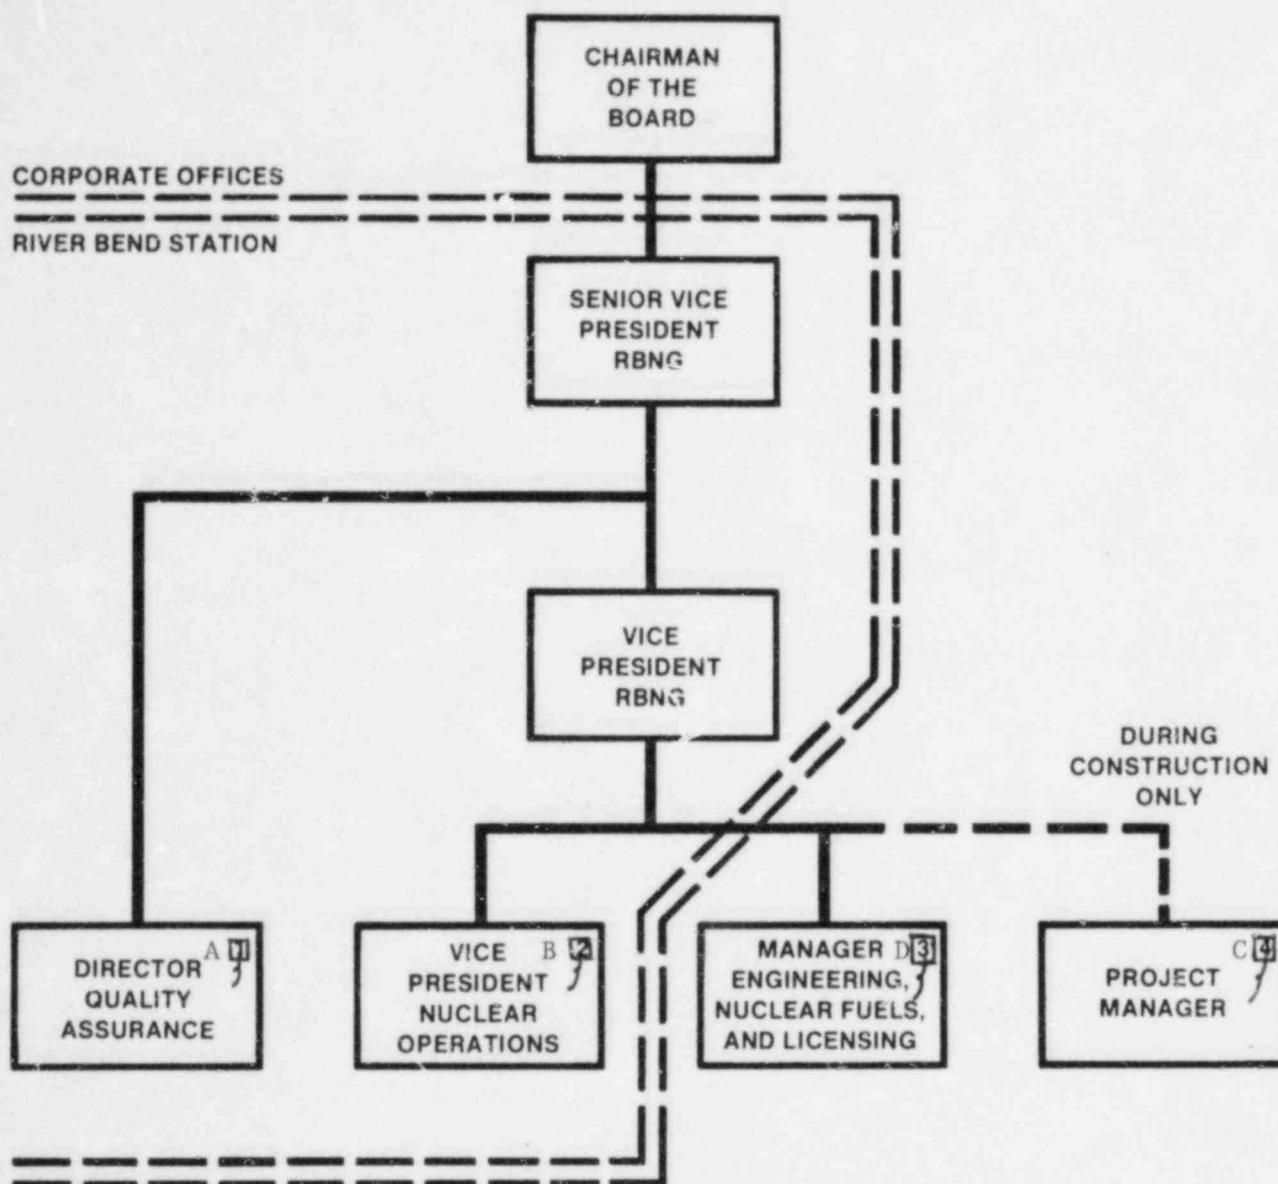 CHAIRMAN
OF THE
BOARD
CORPORATE OFFICES
RIVER BEND STATION
SENIOR VICE
PRESIDENT
RBNG
VICE
PRESIDENT
RBNG
DURING
CONSTRUCTION
ONLY
A 1
DIRECTOR
QUALITY
ASSURANCE
VICE B 2
PRESIDENT
NUCLEAR
OPERATIONS
MANAGER D 3
ENGINEERING,
NUCLEAR FUELS,
AND LICENSING
C 4
PROJECT
MANAGER